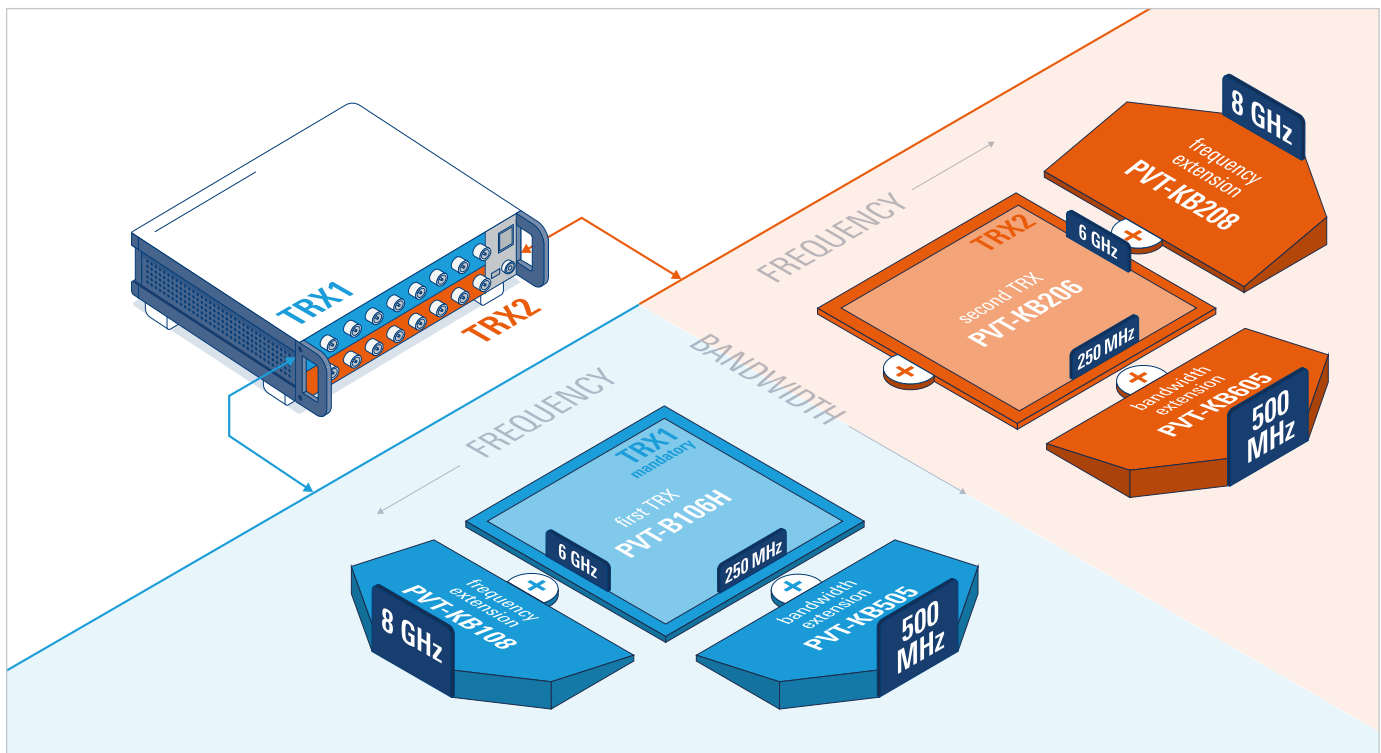 TRX1
TRX2
FREQUENCY
8 GHz
frequency
extension
PVT-KB208
TRX2
6 GHz
second TRX
PVT-KB206
250 MHz
bandwidth
extension
PVT-KB605
500
MHz
BANDWIDTH
FREQUENCY
TRX1
mandatory
first TRX
PVT-B106H
6 GHz
250 MHz
frequency
extension
PVT-KB108
8 GHz
bandwidth
extension
PVT-KB505
500
MHz